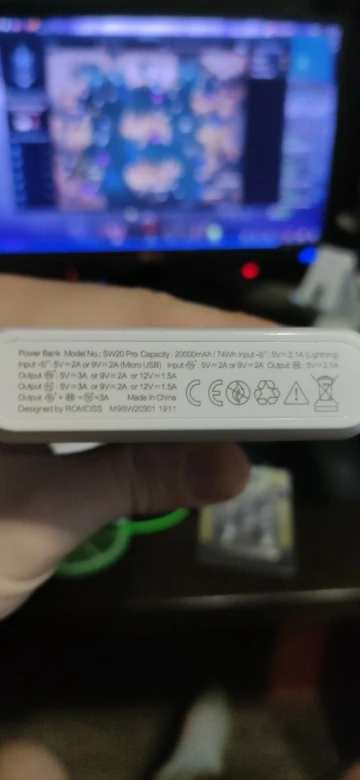 Power Bank Model No.: SW20 Pro Capacity: 20000mAh / 74Wh Input : 5V⎓2.1A (Lightning)
Input : 5V⎓2A or 9V⎓2A (Micro USB) Input : 5V⎓2A or 9V⎓2A Output : 5V⎓2.1A
Output : 5V⎓3A or 9V⎓2A or 12V⎓1.5A
Output : 5V⎓3A or 9V⎓2A or 12V⎓1.5A
Output + + ⎓3A Made In China
Designed by ROMOSS M9SW20301 1911
CE